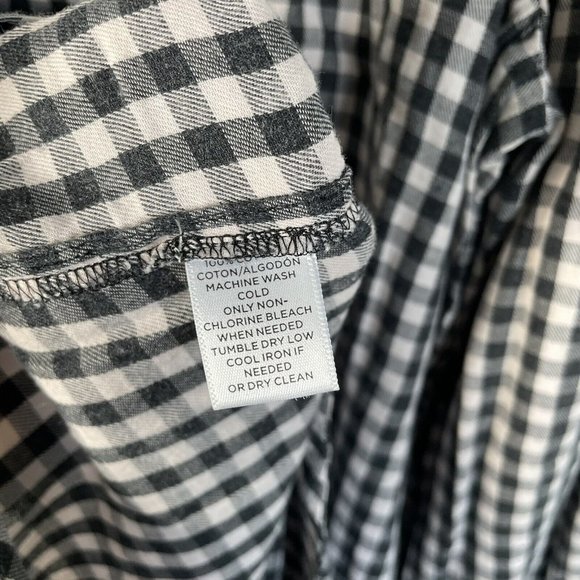 100% CO
COTON/ALGODÓN
MACHINE WASH
COLD
ONLY NON-
CHLORINE BLEACH
WHEN NEEDED
TUMBLE DRY LOW
COOL IRON IF
NEEDED
OR DRY CLEAN